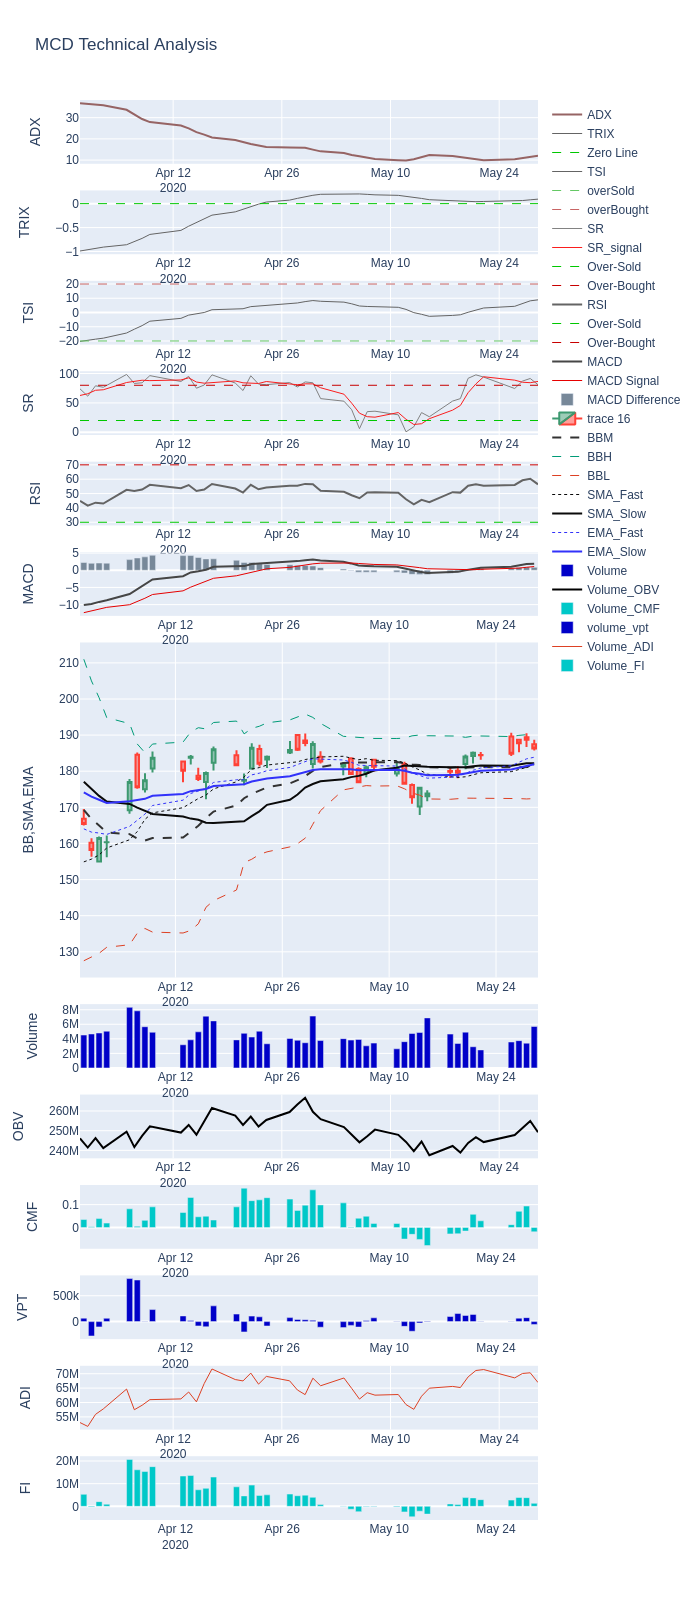 MCD Technical Analysis
ADX
30
20
10
Apr 12
2020
Apr 26
May 10
May 24
TRIX
0
−0.5
−1
Apr 12
2020
Apr 26
May 10
May 24
TSI
20
10
0
−10
−20
Apr 12
2020
Apr 26
May 10
May 24
SR
100
50
0
Apr 12
2020
Apr 26
May 10
May 24
RSI
70
60
50
40
30
Apr 12
2020
Apr 26
May 10
May 24
MACD
5
0
−5
−10
Apr 12
2020
Apr 26
May 10
May 24
BB,SMA,EMA
210
200
190
180
170
160
150
140
130
Apr 12
2020
Apr 26
May 10
May 24
Volume
8M
6M
4M
2M
0
Apr 12
2020
Apr 26
May 10
May 24
OBV
260M
250M
240M
Apr 12
2020
Apr 26
May 10
May 24
CMF
0.1
0
Apr 12
2020
Apr 26
May 10
May 24
VPT
500k
0
Apr 12
2020
Apr 26
May 10
May 24
ADI
70M
65M
60M
55M
Apr 12
2020
Apr 26
May 10
May 24
FI
20M
10M
0
Apr 12
2020
Apr 26
May 10
May 24
ADX
TRIX
Zero Line
TSI
overSold
overBought
SR
SR_signal
Over-Sold
Over-Bought
RSI
Over-Sold
Over-Bought
MACD
MACD Signal
MACD Difference
trace 16
BBM
BBH
BBL
SMA_Fast
SMA_Slow
EMA_Fast
EMA_Slow
Volume
Volume_OBV
Volume_CMF
volume_vpt
Volume_ADI
Volume_FI